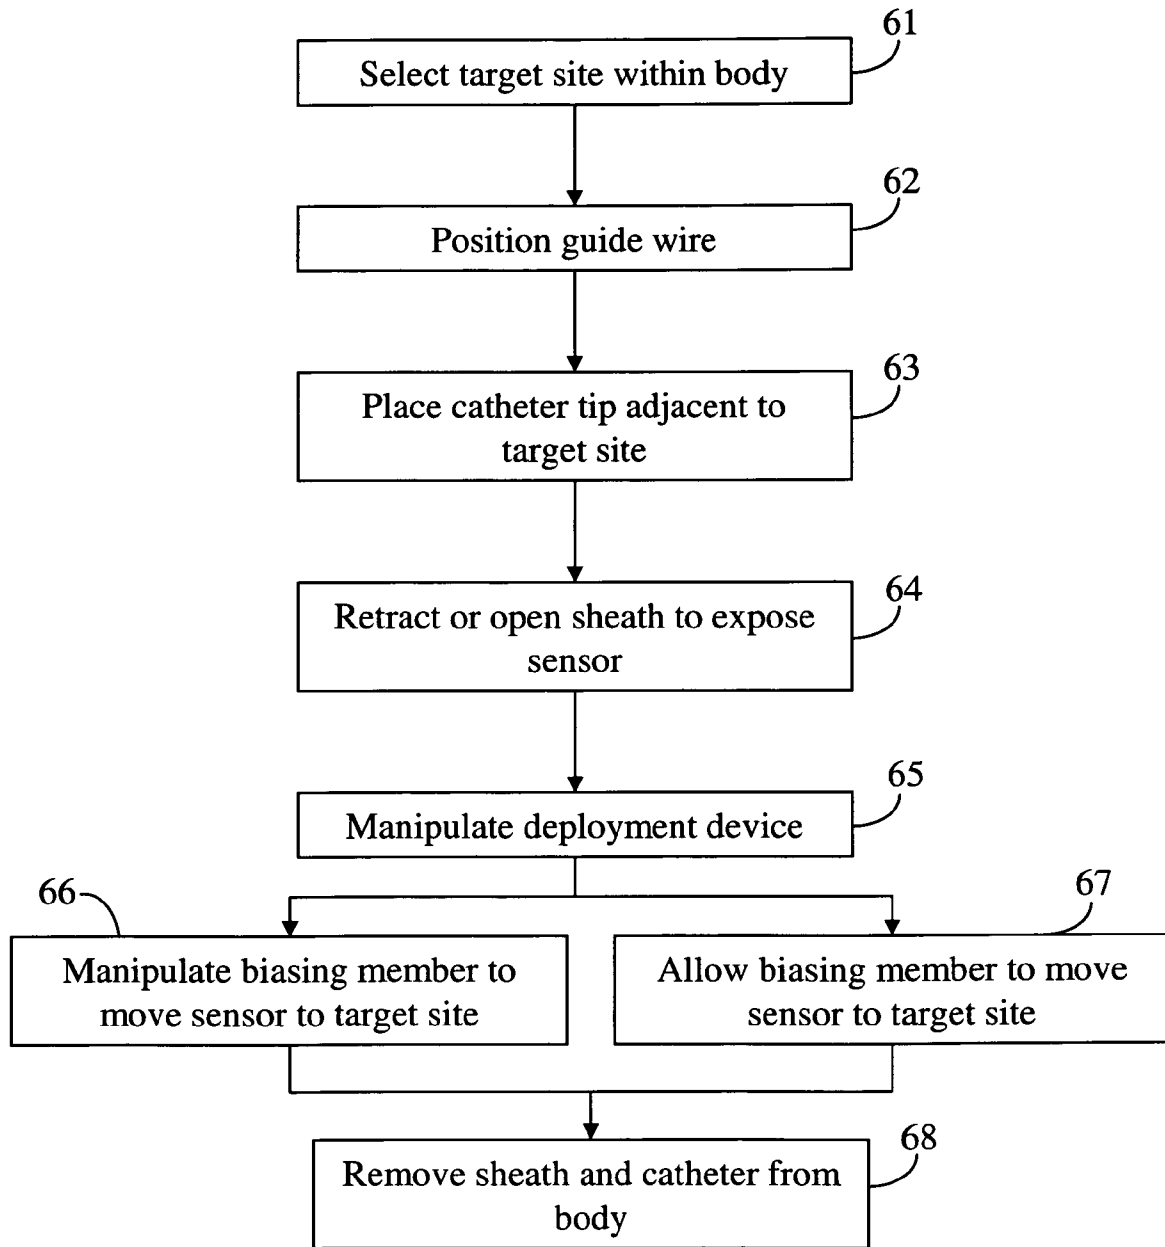 61
Select target site within body
62
Position guide wire
63
Place catheter tip adjacent to
target site
64
Retract or open sheath to expose
sensor
65
Manipulate deployment device
66
Manipulate biasing member to
move sensor to target site
67
Allow biasing member to move
sensor to target site
68
Remove sheath and catheter from
body